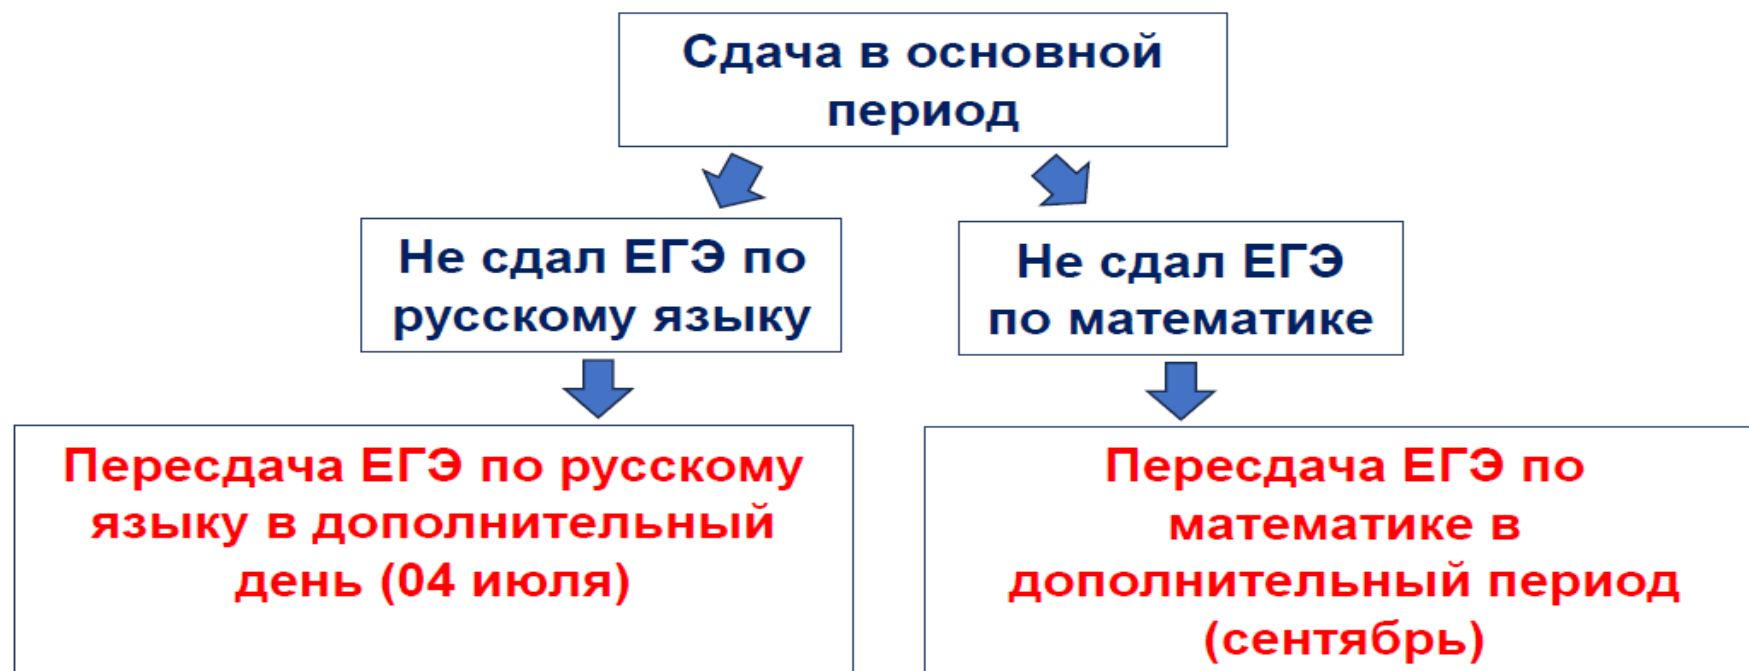 Сдача в основной
период
Не сдал ЕГЭ по
русскому языку
Не сдал ЕГЭ
по математике
Пересдача ЕГЭ по русскому
языку в дополнительный
день (04 июля)
Пересдача ЕГЭ по
математике в
дополнительный период
(сентябрь)